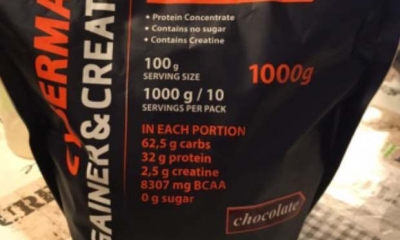 • Protein Concentrate
• Contains no sugar
• Contains Creatine
100 g
SERVING SIZE
1000g
1000 g / 10
SERVINGS PER PACK
IN EACH PORTION
62,5 g carbs
32 g protein
2,5 g creatine
8307 mg BCAA
0 g sugar
chocolate
CYBERMA
GAINER & CREAT